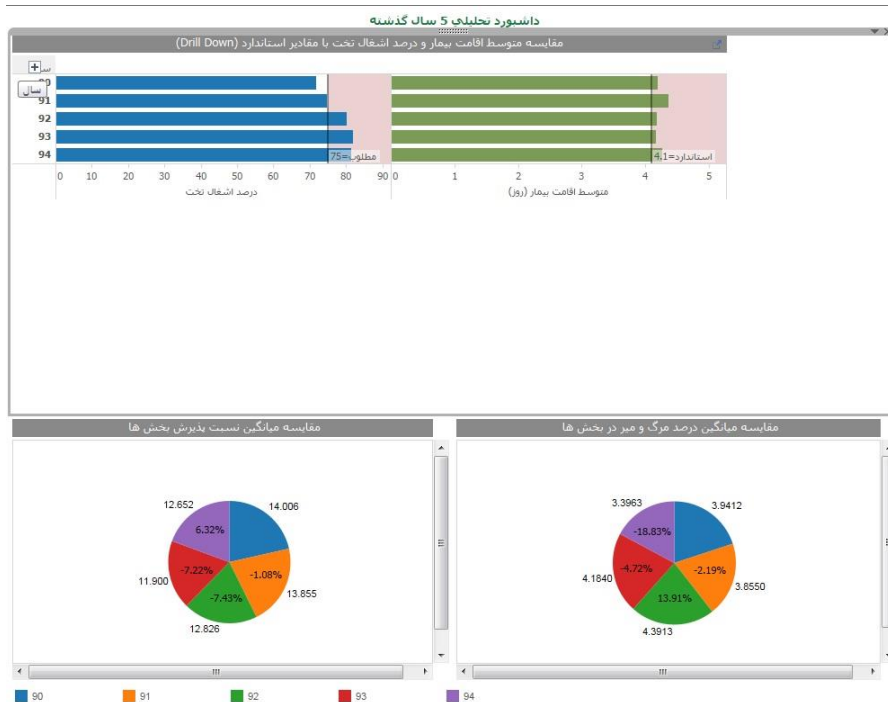 داشبورد تحلیلی 5 سال گذشته
مقایسه متوسط اقامت بیمار و درصد اشغال تخت با مقادیر استاندارد (Drill Down)
سال
91
92
93
94
مطلوب=75
استاندارد=4.1
0 10 20 30 40 50 60 70 80 90
0 1 2 3 4 5
درصد اشغال تخت
متوسط اقامت بیمار (روز)
مقایسه میانگین نسبت پذیرش بخش ها
12.652
14.006
6.32%
-7.22%
-1.08%
11.900
13.855
-7.43%
12.826
مقایسه میانگین درصد مرگ و میر در بخش ها
3.3963
3.9412
-18.83%
-4.72%
-2.19%
4.1840
3.8550
13.91%
4.3913
90 91 92 93 94